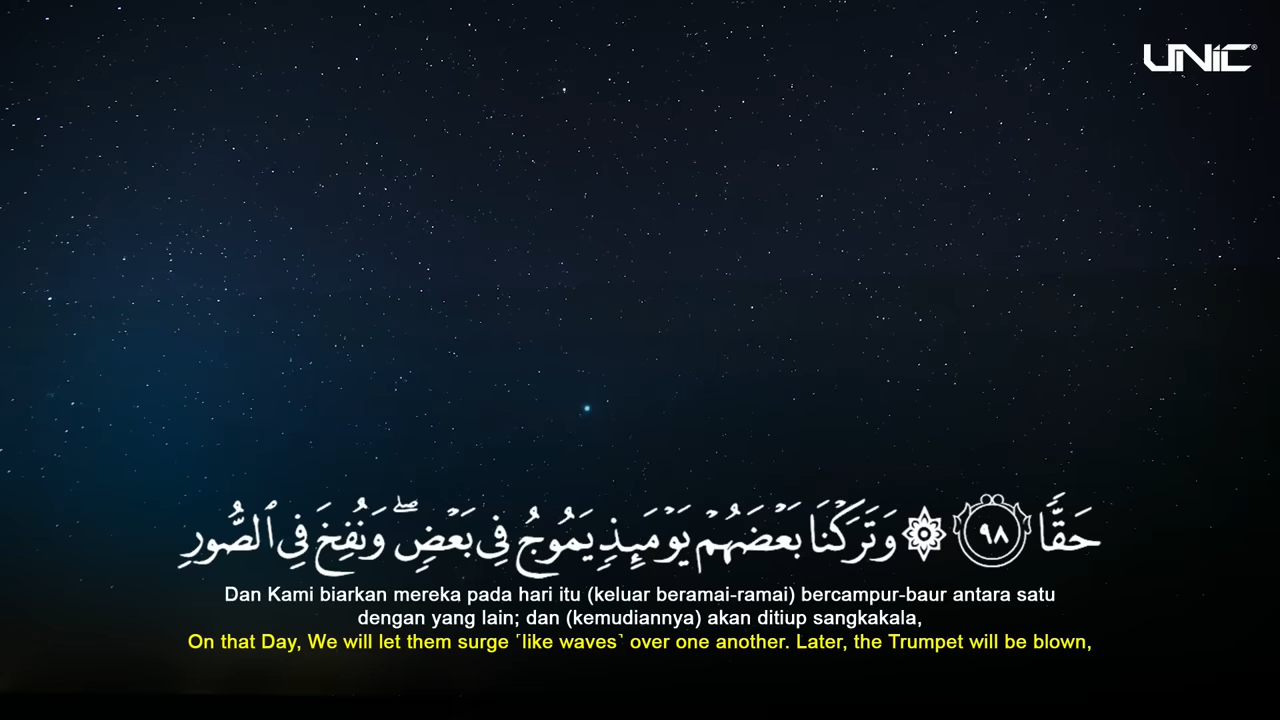 UNIC®
حَقًّا ٩٨ ۞ وَتَرَكْنَا بَعْضَهُمْ يَوْمَئِذٍ يَمُوجُ فِى بَعْضٍ ۖ وَنُفِخَ فِى ٱلصُّورِ
Dan Kami biarkan mereka pada hari itu (keluar beramai-ramai) bercampur-baur antara satu
dengan yang lain; dan (kemudiannya) akan ditiup sangkakala,
On that Day, We will let them surge ˹like waves˺ over one another. Later, the Trumpet will be blown,